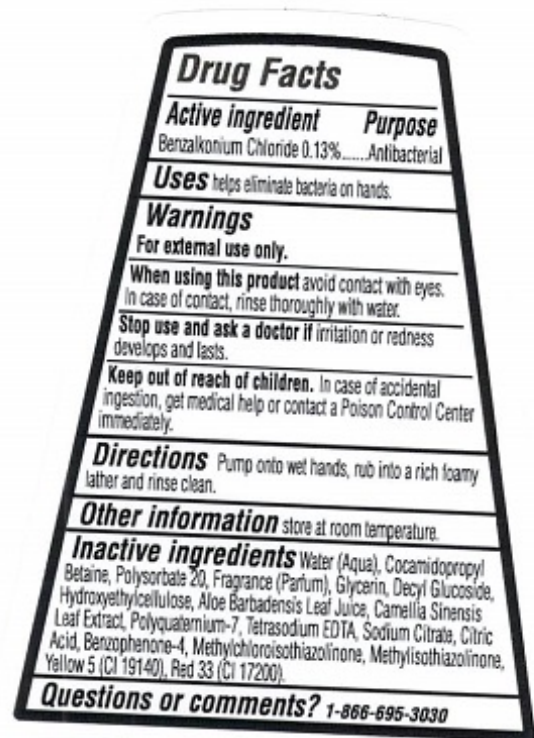 Drug Facts
Active ingredient Purpose
Benzalkonium Chloride 0.13%......Antibacterial
Uses helps eliminate bacteria on hands.
Warnings
For external use only.
When using this product avoid contact with eyes.
In case of contact, rinse thoroughly with water.
Stop use and ask a doctor if irritation or redness
develops and lasts.
Keep out of reach of children. In case of accidental
ingestion, get medical help or contact a Poison Control Center
immediately.
Directions Pump onto wet hands, rub into a rich foamy
lather and rinse clean.
Other information store at room temperature.
Inactive ingredients Water (Aqua), Cocamidopropyl
Betaine, Polysorbate 20, Fragrance (Parfum), Glycerin, Decyl Glucoside,
Hydroxyethylcellulose, Aloe Barbadensis Leaf Juice, Camellia Sinensis
Leaf Extract, Polyquaternium-7, Tetrasodium EDTA, Sodium Citrate, Citric
Acid, Benzophenone-4, Methylchloroisothiazolinone, Methylisothiazolinone,
Yellow 5 (CI 19140), Red 33 (CI 17200).
Questions or comments? 1-866-695-3030